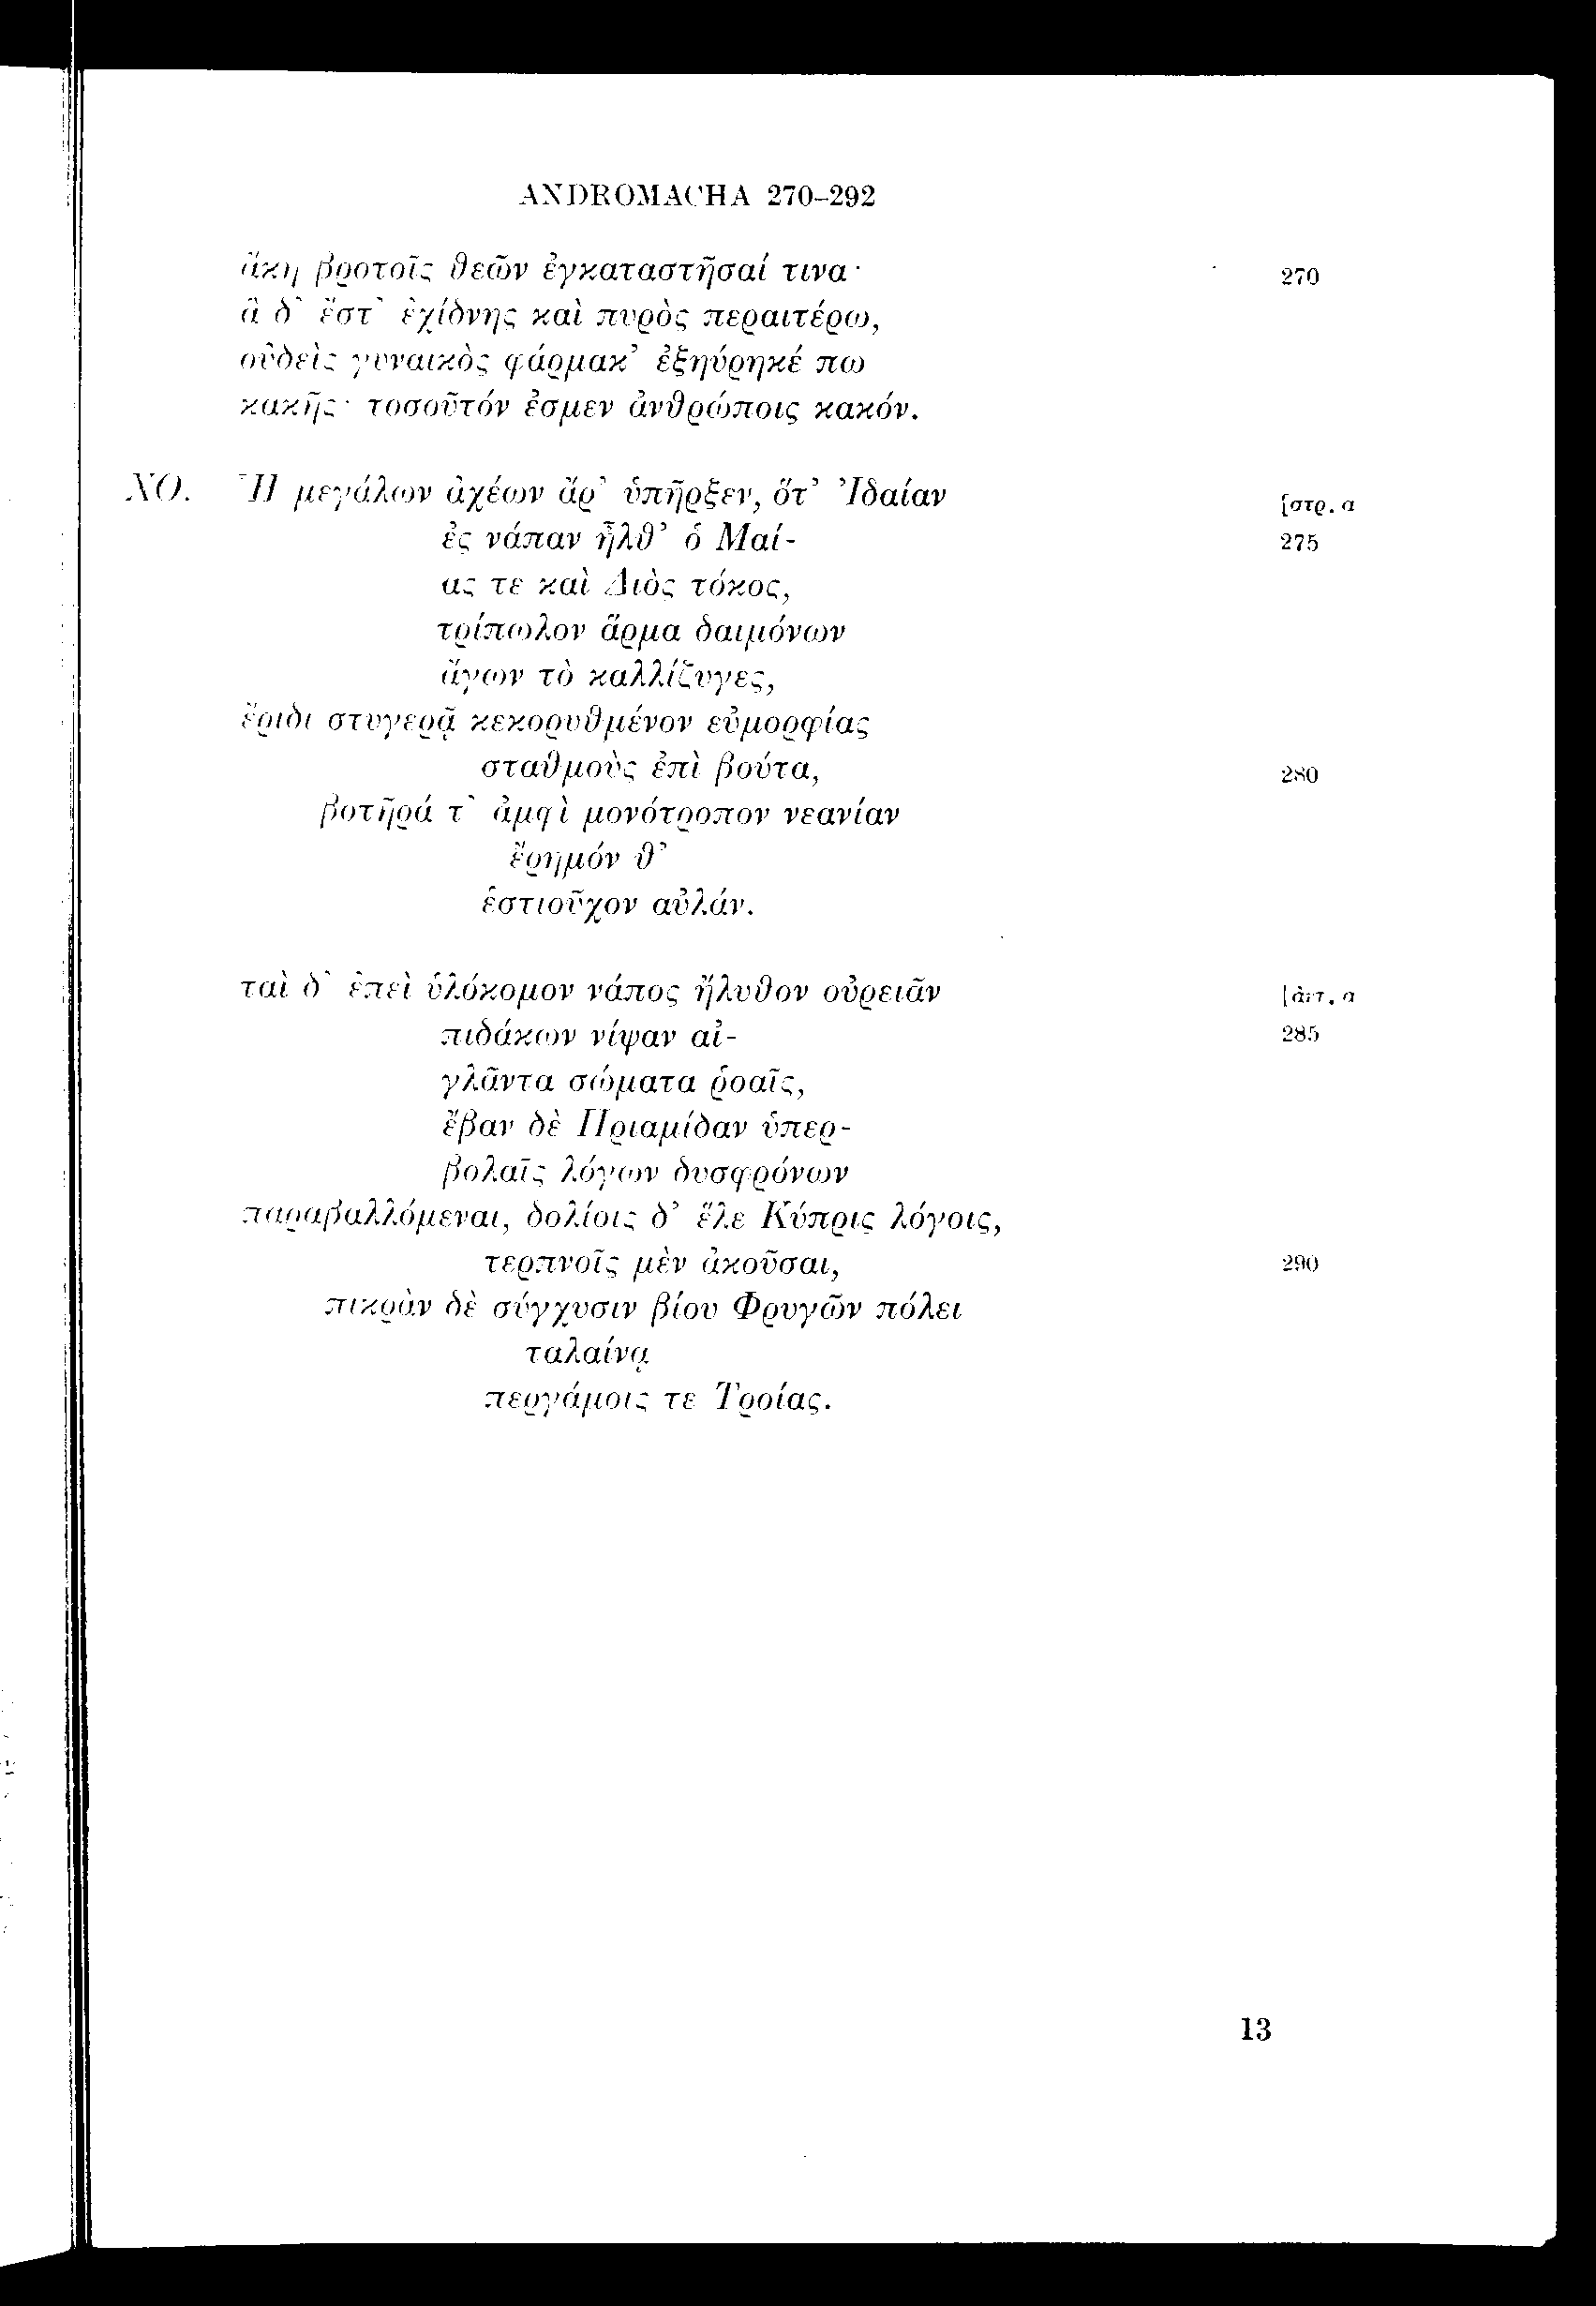 ANDROMACHA 270–292
ἄκη βροτοῖς θεῶν ἐγκαταστῆσαί τινα· 270
ἃ δ' ἔστ' ἐχίδνης καὶ πυρὸς περαιτέρω,
οὐδεὶς γυναικὸς φάρμακ' ἐξηύρηκέ πω
κακῆς· τοσοῦτόν ἐσμεν ἀνθρώποις κακόν.
ΧΟ. Ἦ μεγάλων ἀχέων ἄρ' ὑπῆρξεν, ὅτ' Ἰδαίαν [στρ. α
ἐς νάπαν ἦλθ' ὁ Μαί- 275
ας τε καὶ Διὸς τόκος,
τρίπωλον ἅρμα δαιμόνων
ἄγων τὸ καλλίζυγες,
ἔριδι στυγερᾷ κεκορυθμένον εὐμορφίας
σταθμοὺς ἐπὶ βούτα, 280
βοτῆρά τ' ἀμφὶ μονότροπον νεανίαν
ἔρημόν θ'
ἑστιοῦχον αὐλάν.
ταὶ δ' ἐπεὶ ὑλόκομον νάπος ἤλυθον οὐρειᾶν [ἀντ. α
πιδάκων νίψαν αἰ- 285
γλᾶντα σώματα ῥοαῖς,
ἔβαν δὲ Πριαμίδαν ὑπερ-
βολαῖς λόγων δυσφρόνων
παραβαλλόμεναι, δολίοις δ' ἕλε Κύπρις λόγοις,
τερπνοῖς μὲν ἀκοῦσαι, 290
πικρὰν δὲ σύγχυσιν βίου Φρυγῶν πόλει
ταλαίνᾳ
περγάμοις τε Τροίας.
13